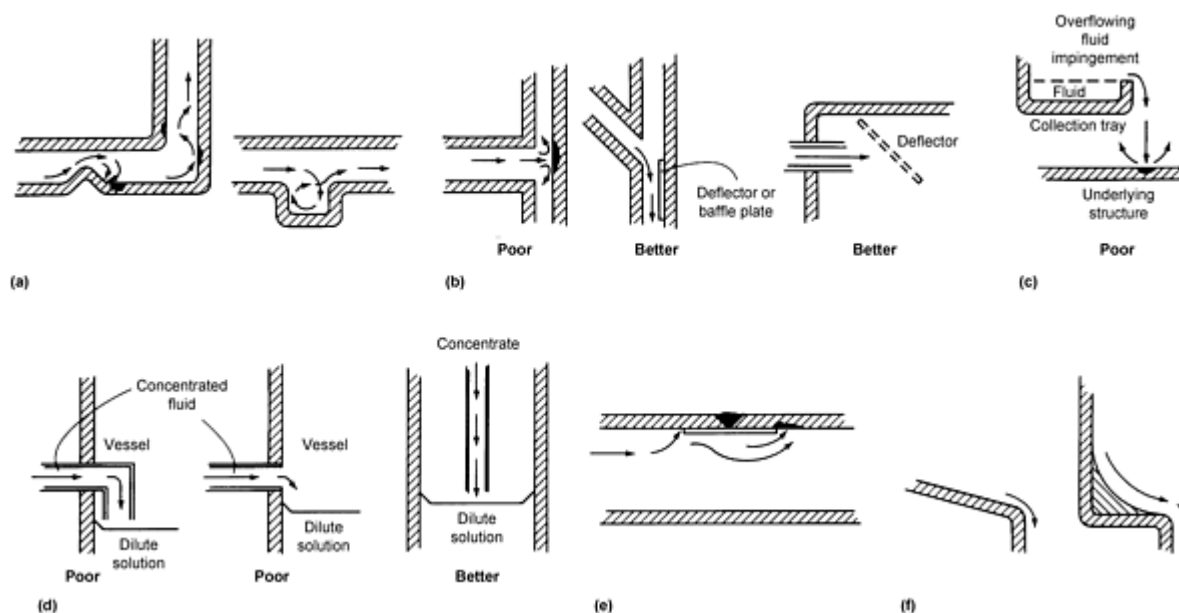 Overflowing
fluid
impingement
Fluid
Collection tray
Underlying
structure
Poor
Deflector
Deflector or
baffle plate
Poor
Better
Better
(a)
(b)
(c)
Concentrated
fluid
Vessel
Vessel
Dilute
solution
Poor
Dilute
solution
Poor
Concentrate
Dilute
solution
Better
(d)
(e)
(f)